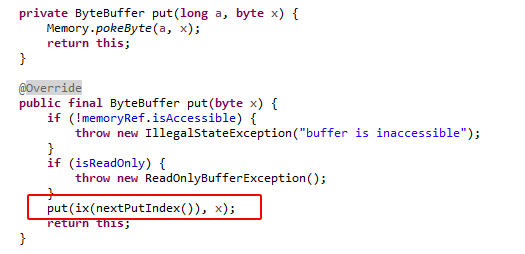 private ByteBuffer put(long a, byte x) {
    Memory.pokeByte(a, x);
    return this;
}
@Override
public final ByteBuffer put(byte x) {
    if (!memoryRef.isAccessible) {
        throw new IllegalStateException("buffer is inaccessible");
    }
    if (isReadOnly) {
        throw new ReadOnlyBufferException();
    }
    put(ix(nextPutIndex()), x);
    return this;
}